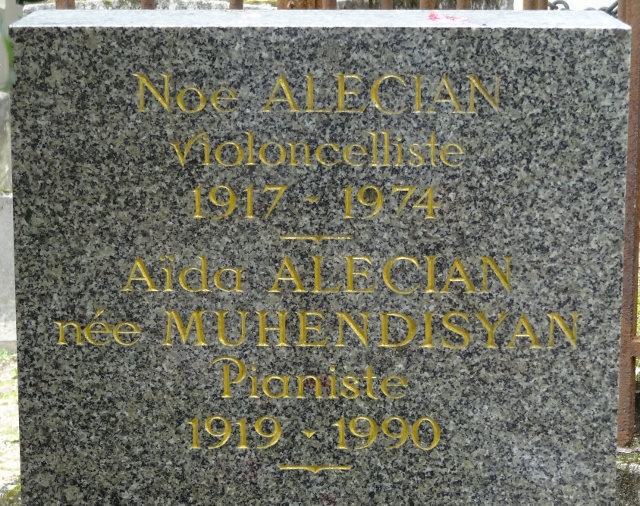 Noe ALECIAN
violoncelliste
1917 - 1974
Aïda ALECIAN
née MUHENDISYAN
Pianiste
1919 - 1990